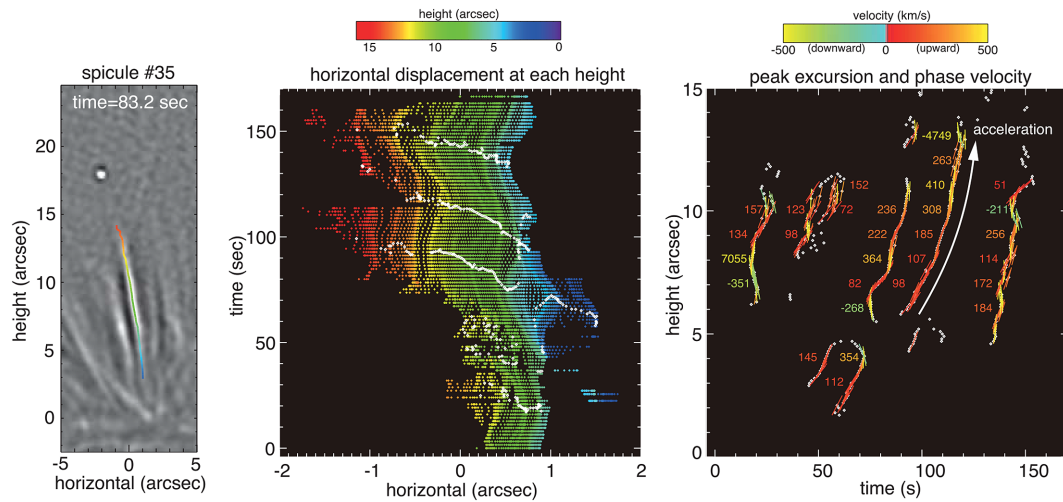 height (arcsec)
15 10 5 0
velocity (km/s)
-500 (downward) 0 (upward) 500
spicule #35
time=83.2 sec
height (arcsec)
20
15
10
5
0
-5 0 5
horizontal (arcsec)
horizontal displacement at each height
time (sec)
150
100
50
0
-2 -1 0 1 2
horizontal (arcsec)
peak excursion and phase velocity
height (arcsec)
15
10
5
0
-4749 acceleration
263
152 410 51
157 123 72 236 308 -211
134 98 222 185 256
7055 364 107 114
-351 82 98 172
-268 184
145 354
112
0 50 100 150
time (s)